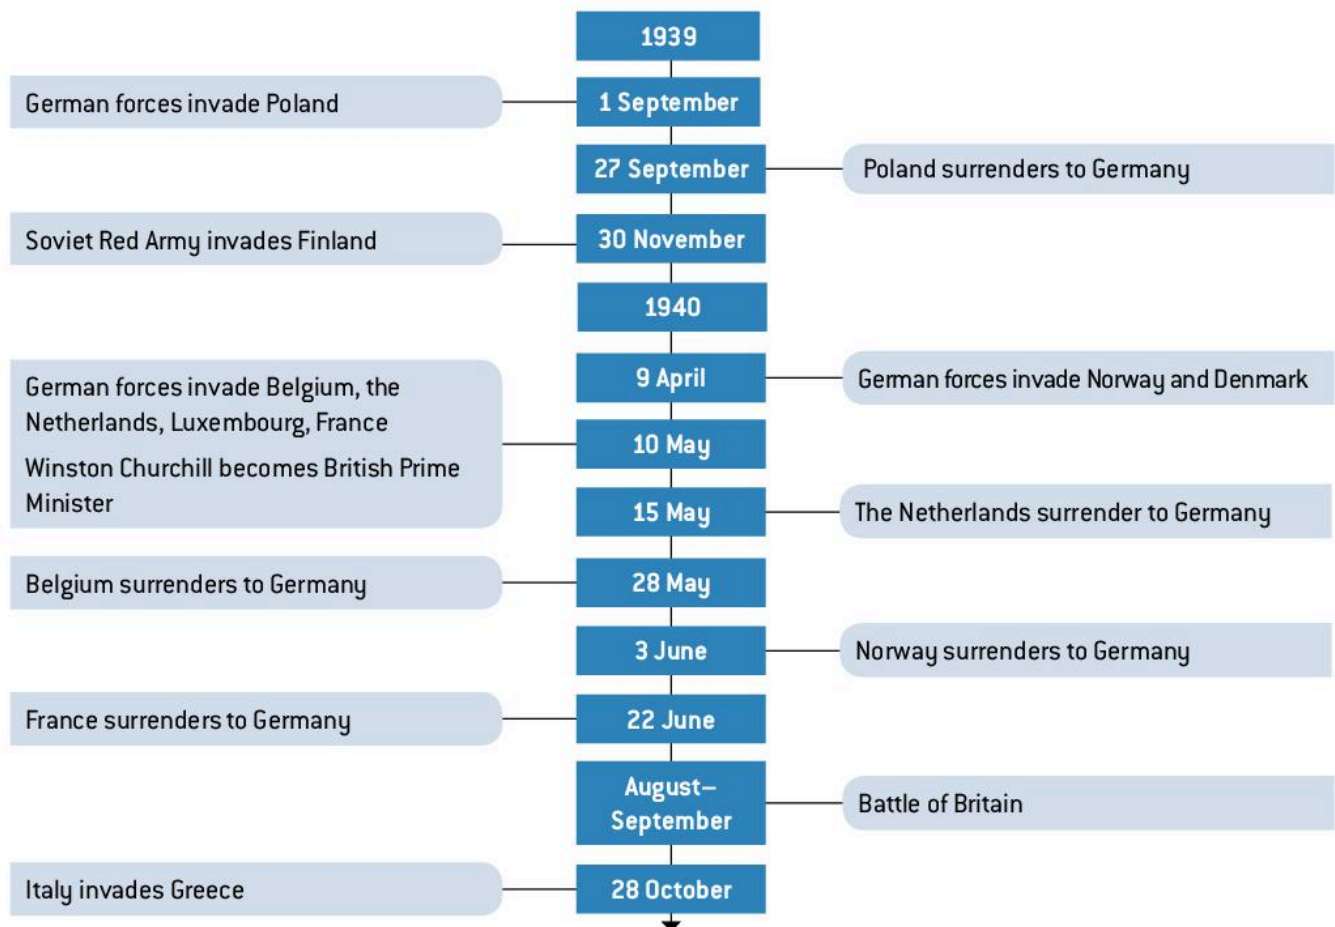 1939
German forces invade Poland
1 September
27 September
Poland surrenders to Germany
Soviet Red Army invades Finland
30 November
1940
9 April
German forces invade Norway and Denmark
German forces invade Belgium, the
Netherlands, Luxembourg, France
Winston Churchill becomes British Prime
Minister
10 May
15 May
The Netherlands surrender to Germany
Belgium surrenders to Germany
28 May
3 June
Norway surrenders to Germany
France surrenders to Germany
22 June
August–
September
Battle of Britain
Italy invades Greece
28 October